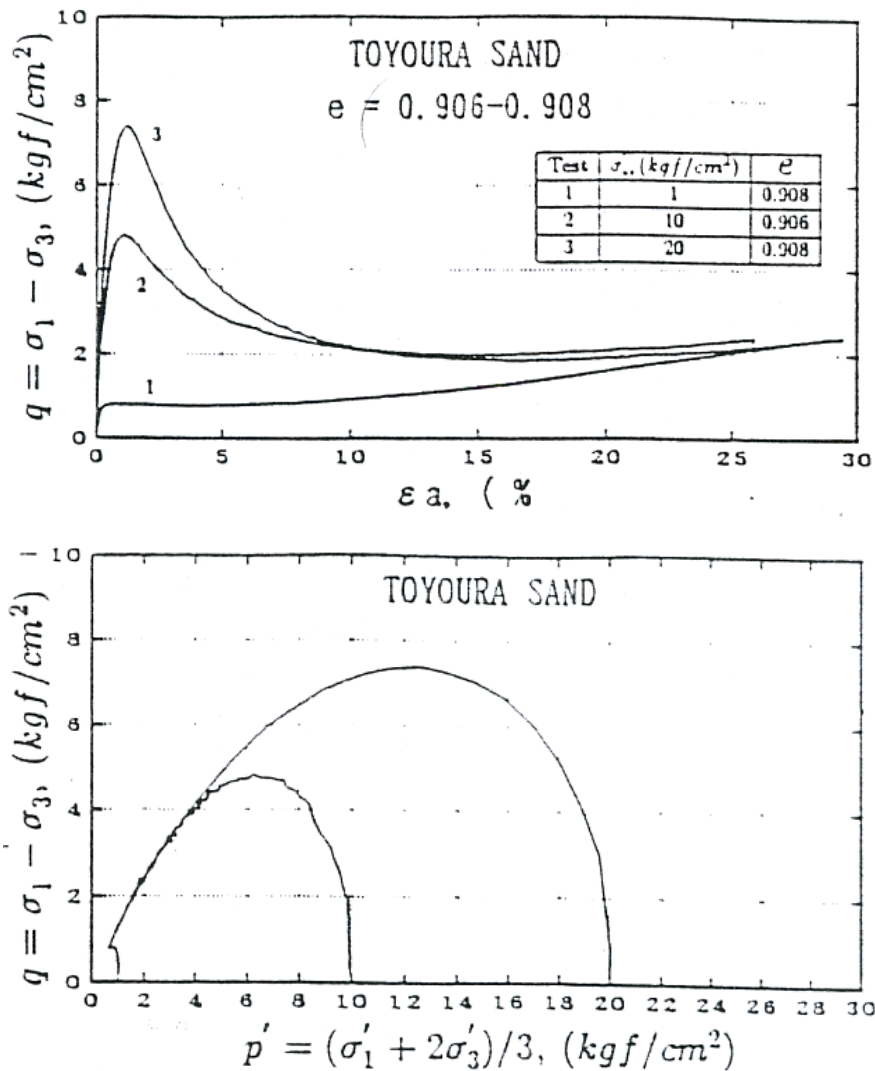 10
8
6
4
2
0
q = σ₁ − σ₃, (kgf/cm²)
TOYOURA SAND
e = 0.906-0.908
Test σ.. (kgf/cm²) e
1 1 0.908
2 10 0.906
3 20 0.908
3
2
1
0 5 10 15 20 25 30
εa, ( %
10
8
6
4
2
0
q = σ₁ − σ₃, (kgf/cm²)
TOYOURA SAND
0 2 4 6 8 10 12 14 16 18 20 22 24 26 28 30
p′ = (σ′₁ + 2σ′₃)/3, (kgf/cm²)